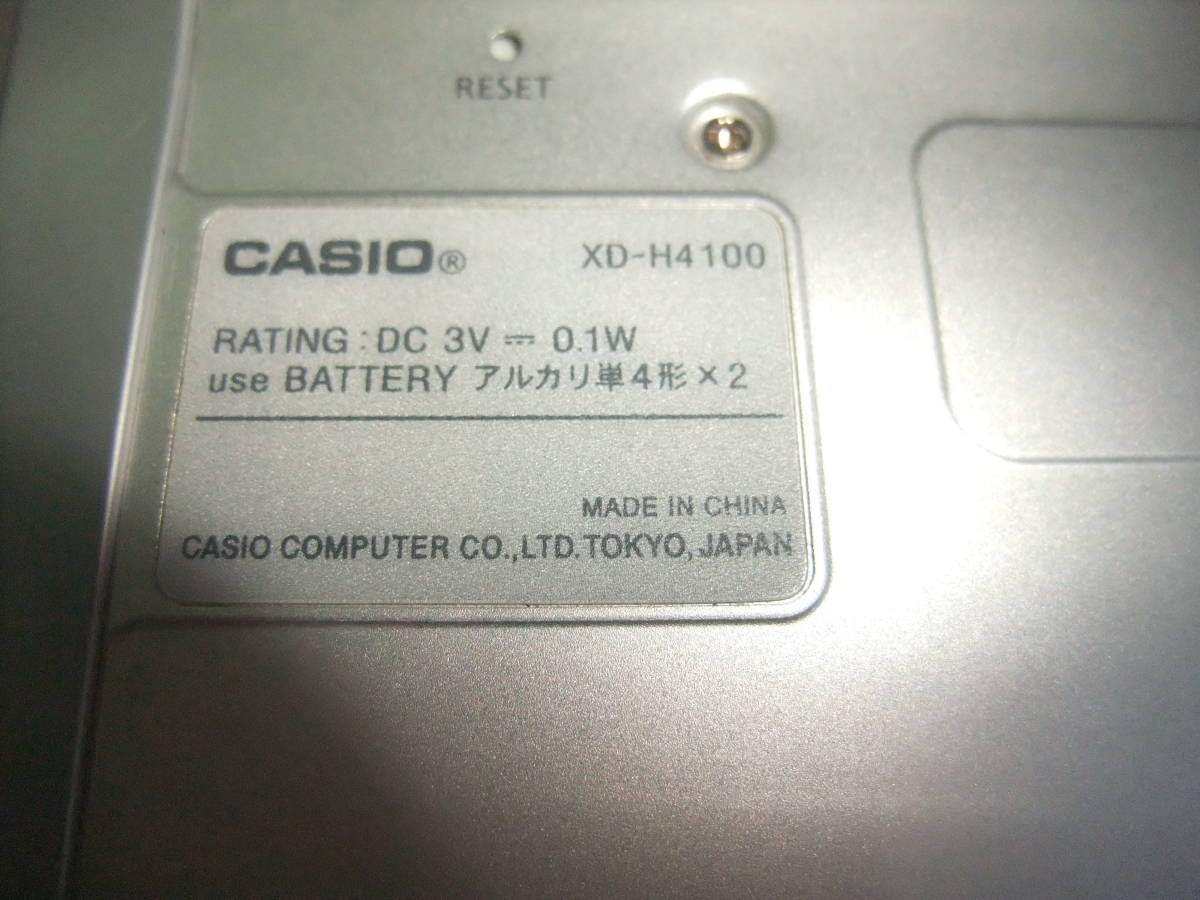 RESET
CASIO® XD-H4100
RATING : DC 3V ⎓ 0.1W
use BATTERY アルカリ単4形×2
MADE IN CHINA
CASIO COMPUTER CO.,LTD. TOKYO, JAPAN